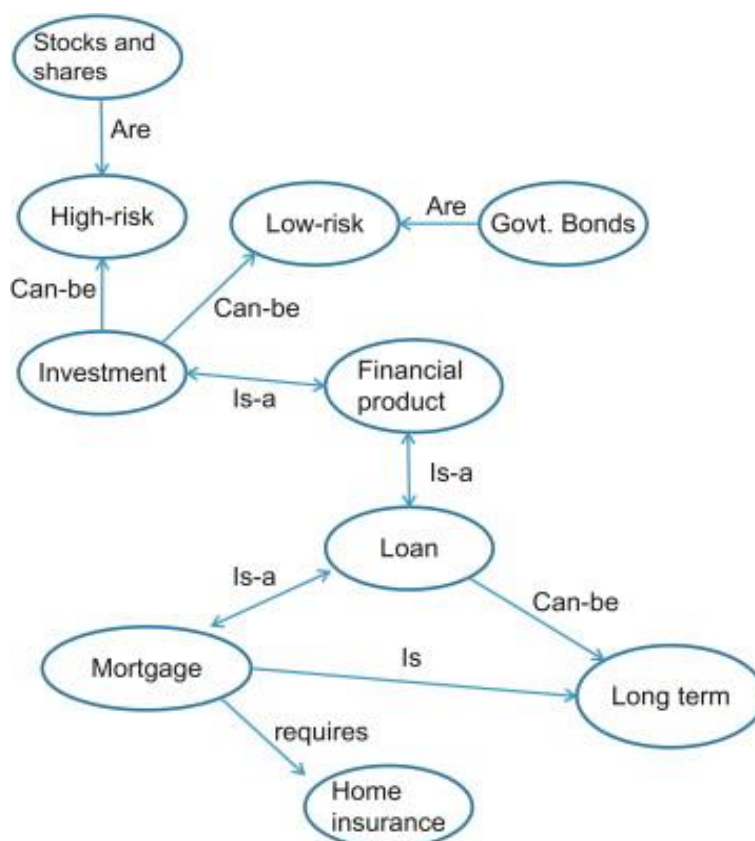 Stocks and
shares
Are
High-risk
Low-risk
Are
Govt. Bonds
Can-be
Can-be
Investment
Financial
product
Is-a
Is-a
Loan
Is-a
Can-be
Mortgage
Is
Long term
requires
Home
insurance